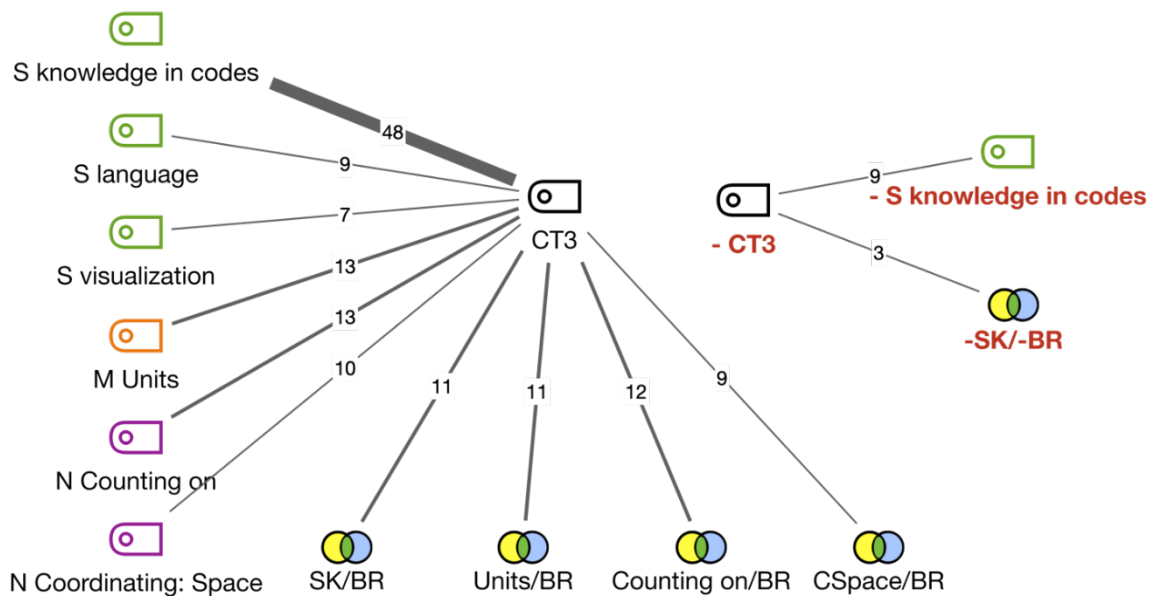 S knowledge in codes
48
S language
9
9
- S knowledge in codes
7
CT3
- CT3
S visualization
13
3
M Units
13
-SK/-BR
10
11
11
12
9
N Counting on
N Coordinating: Space
SK/BR
Units/BR
Counting on/BR
CSpace/BR